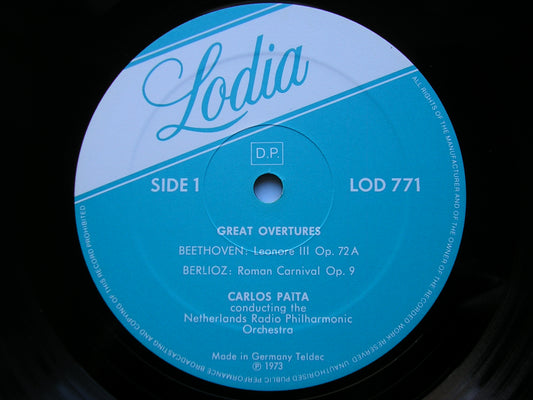 Lodia
D.P.
SIDE 1
LOD 771
GREAT OVERTURES
BEETHOVEN: Leonore III Op. 72 A
BERLIOZ: Roman Carnival Op. 9
CARLOS PAITA
conducting the
Netherlands Radio Philharmonic
Orchestra
Made in Germany Teldec
℗ 1973
ALL RIGHTS OF THE MANUFACTURER AND OF THE OWNER OF THE RECORDED WORK RESERVED UNAUTHORISED PUBLIC PERFORMANCE BROADCASTING AND COPYING OF THIS RECORD PROHIBITED